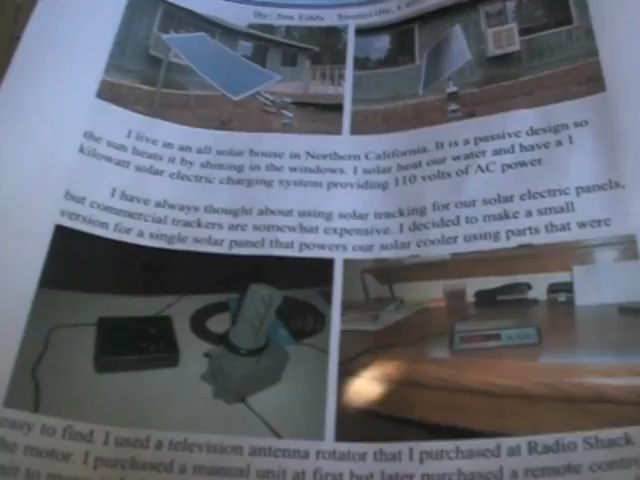 By:
I live in an all solar house in Northern California. It is a passive design so
the sun heats it by shining in the windows. I solar heat our water and have a 1
kilowatt solar electric charging system providing 110 volts of AC power.
I have always thought about using solar tracking for our solar electric panels,
but commercial trackers are somewhat expensive. I decided to make a small
version for a single solar panel that powers our solar cooler using parts that were
easy to find. I used a television antenna rotator that I purchased at Radio Shack
the motor. I purchased a manual unit at first but later purchased a remote